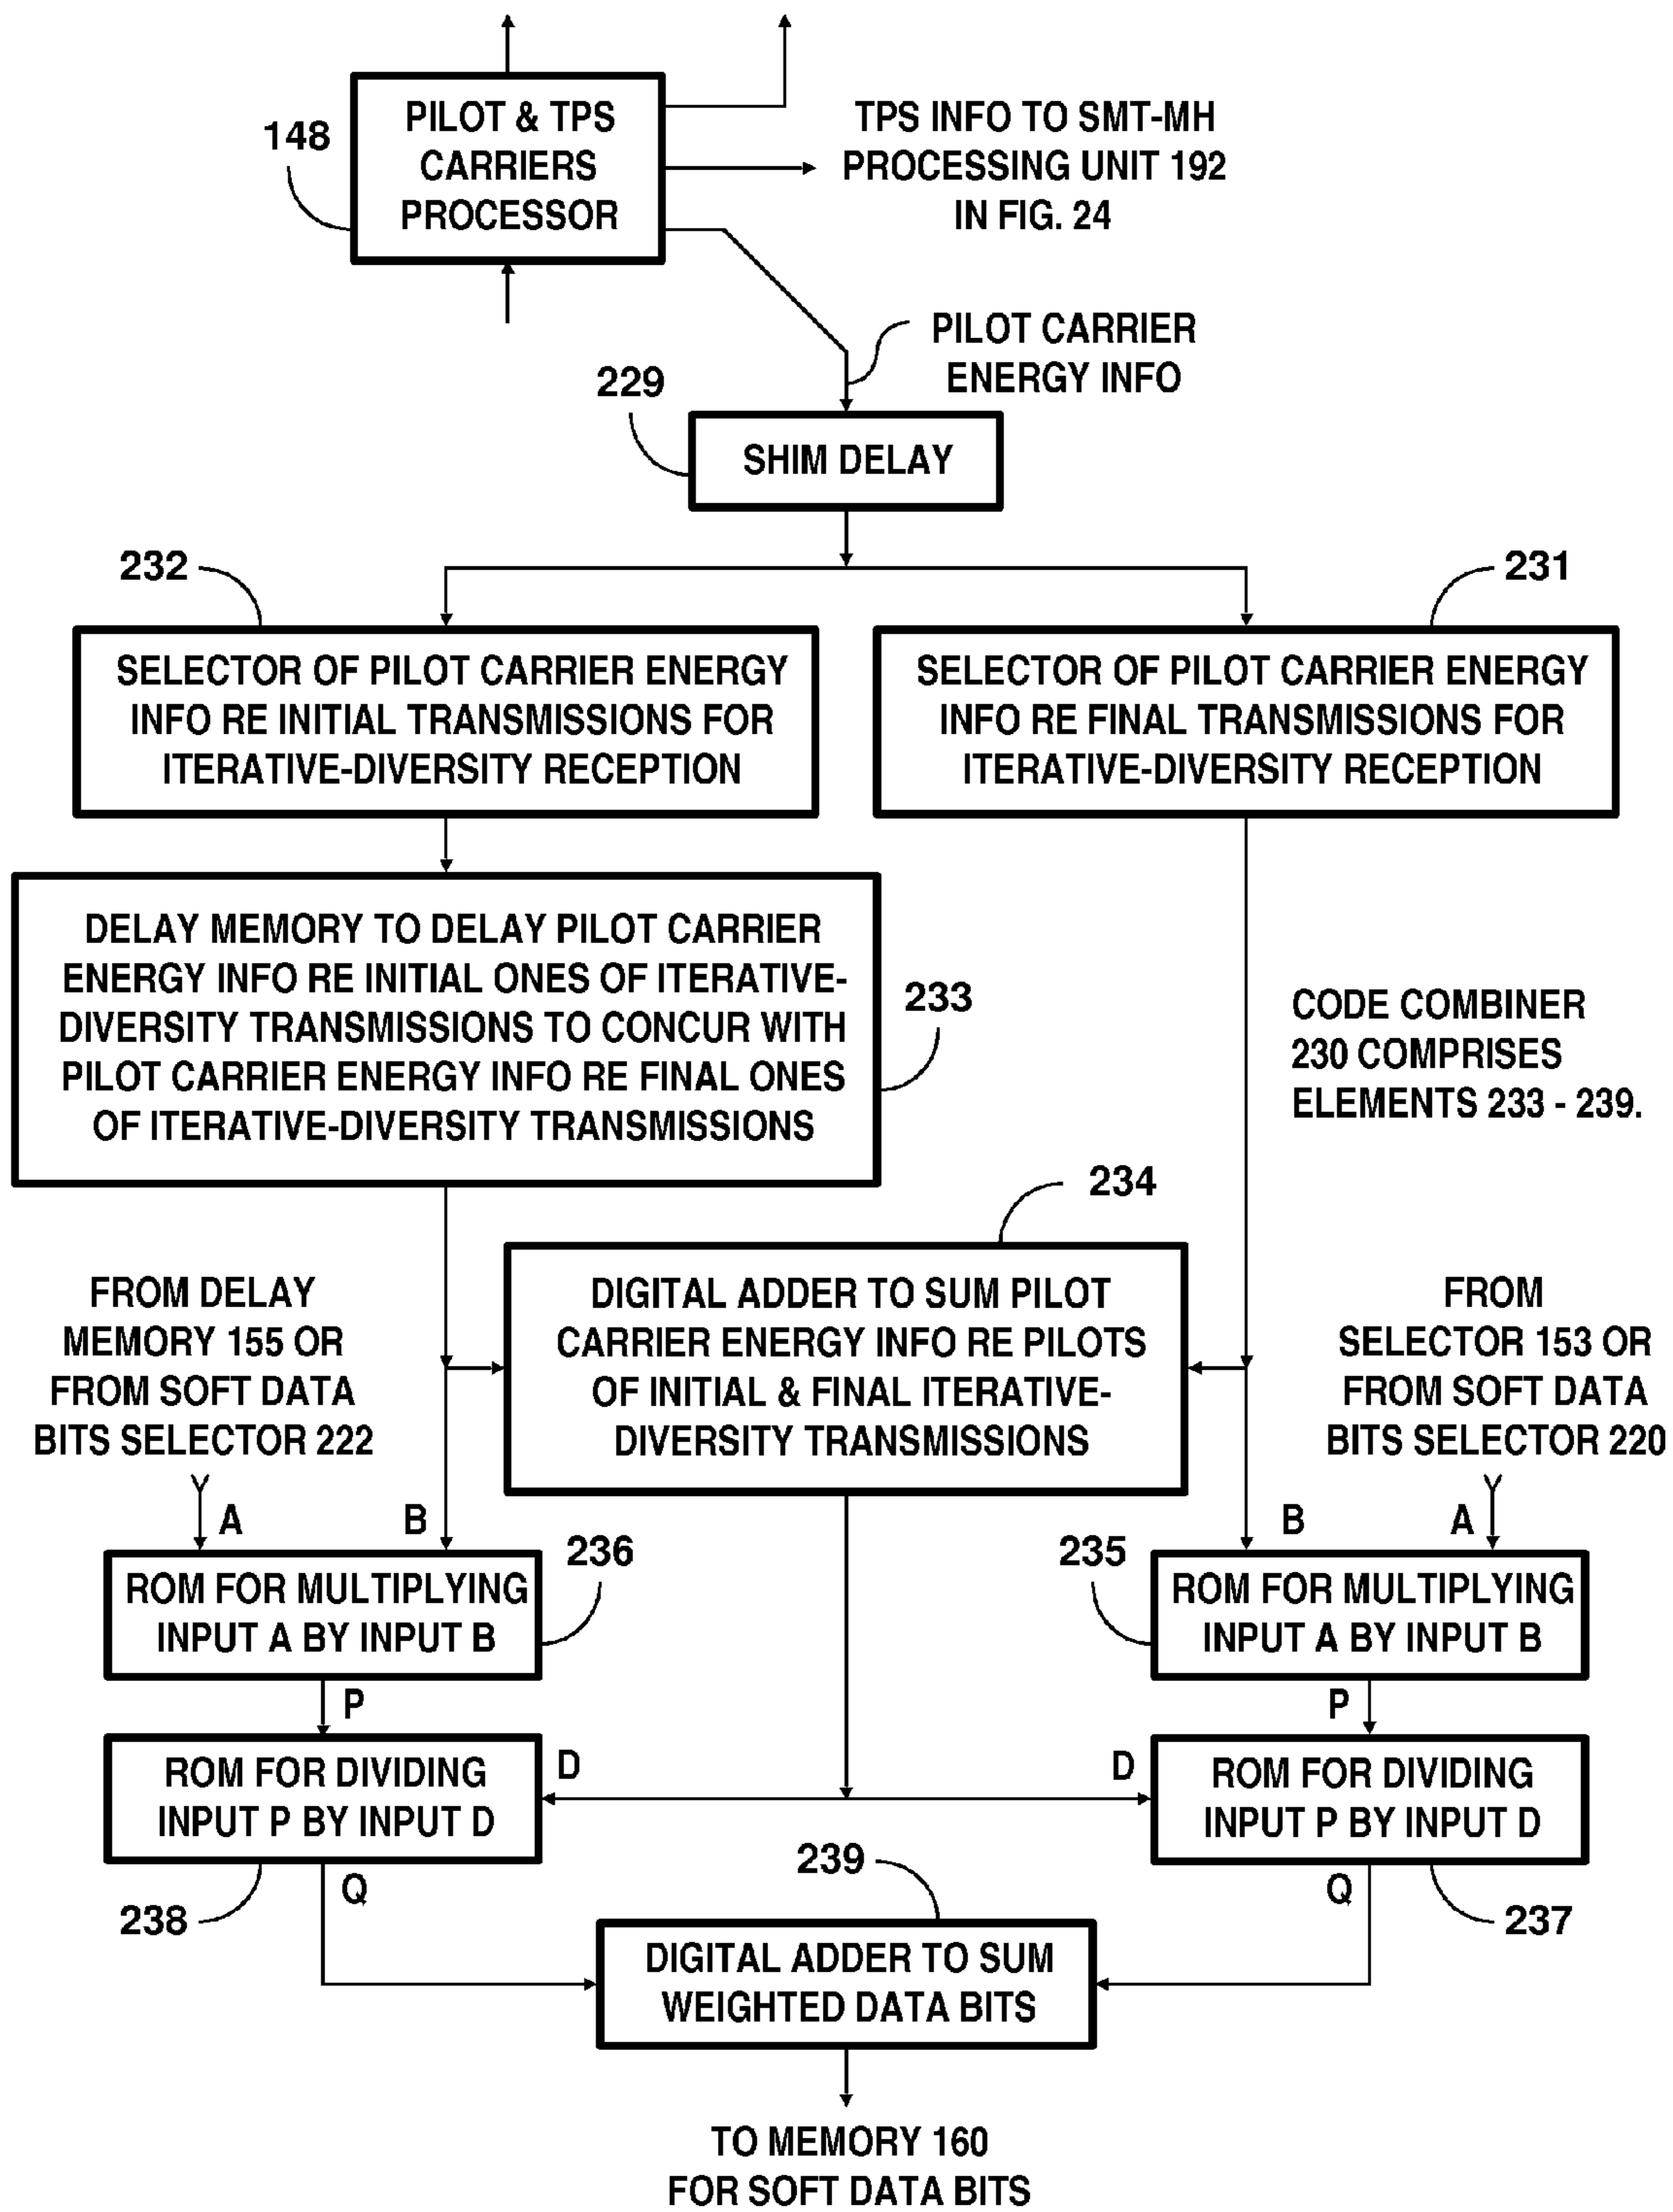 148
PILOT & TPS
CARRIERS
PROCESSOR
TPS INFO TO SMT-MH
PROCESSING UNIT 192
IN FIG. 24
PILOT CARRIER
ENERGY INFO
229
SHIM DELAY
232
231
SELECTOR OF PILOT CARRIER ENERGY
INFO RE INITIAL TRANSMISSIONS FOR
ITERATIVE-DIVERSITY RECEPTION
SELECTOR OF PILOT CARRIER ENERGY
INFO RE FINAL TRANSMISSIONS FOR
ITERATIVE-DIVERSITY RECEPTION
DELAY MEMORY TO DELAY PILOT CARRIER
ENERGY INFO RE INITIAL ONES OF ITERATIVE-
DIVERSITY TRANSMISSIONS TO CONCUR WITH
PILOT CARRIER ENERGY INFO RE FINAL ONES
OF ITERATIVE-DIVERSITY TRANSMISSIONS
233
CODE COMBINER
230 COMPRISES
ELEMENTS 233 - 239.
234
FROM DELAY
MEMORY 155 OR
FROM SOFT DATA
BITS SELECTOR 222
DIGITAL ADDER TO SUM PILOT
CARRIER ENERGY INFO RE PILOTS
OF INITIAL & FINAL ITERATIVE-
DIVERSITY TRANSMISSIONS
FROM
SELECTOR 153 OR
FROM SOFT DATA
BITS SELECTOR 220
A
B
B
A
236
235
ROM FOR MULTIPLYING
INPUT A BY INPUT B
ROM FOR MULTIPLYING
INPUT A BY INPUT B
P
P
ROM FOR DIVIDING
INPUT P BY INPUT D
D
D
ROM FOR DIVIDING
INPUT P BY INPUT D
238
Q
239
Q
237
DIGITAL ADDER TO SUM
WEIGHTED DATA BITS
TO MEMORY 160
FOR SOFT DATA BITS